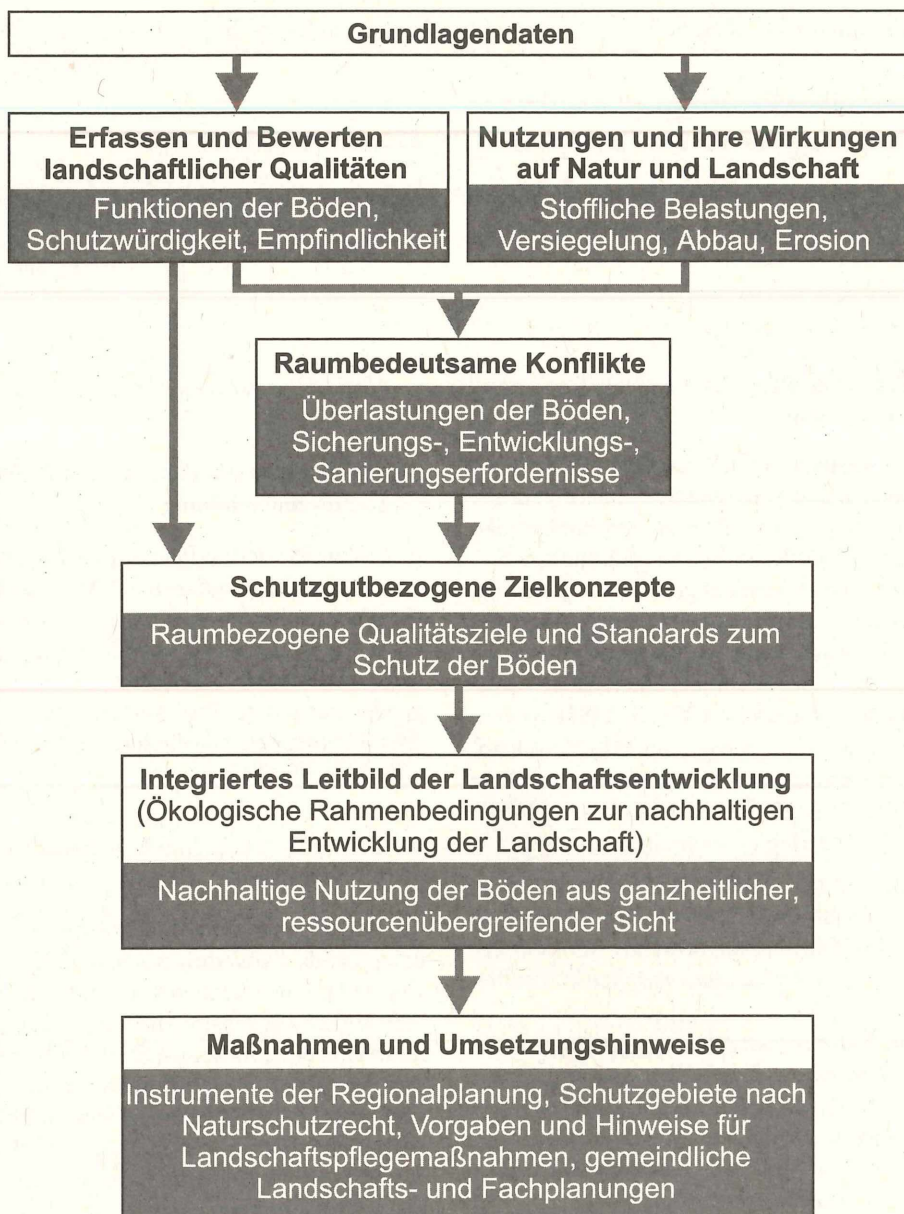 Grundlagendaten
Erfassen und Bewerten
landschaftlicher Qualitäten
Funktionen der Böden,
Schutzwürdigkeit, Empfindlichkeit
Nutzungen und ihre Wirkungen
auf Natur und Landschaft
Stoffliche Belastungen,
Versiegelung, Abbau, Erosion
Raumbedeutsame Konflikte
Überlastungen der Böden,
Sicherungs-, Entwicklungs-,
Sanierungserfordernisse
Schutzgutbezogene Zielkonzepte
Raumbezogene Qualitätsziele und Standards zum
Schutz der Böden
Integriertes Leitbild der Landschaftsentwicklung
(Ökologische Rahmenbedingungen zur nachhaltigen
Entwicklung der Landschaft)
Nachhaltige Nutzung der Böden aus ganzheitlicher,
ressourcenübergreifender Sicht
Maßnahmen und Umsetzungshinweise
Instrumente der Regionalplanung, Schutzgebiete nach
Naturschutzrecht, Vorgaben und Hinweise für
Landschaftspflegemaßnahmen, gemeindliche
Landschafts- und Fachplanungen